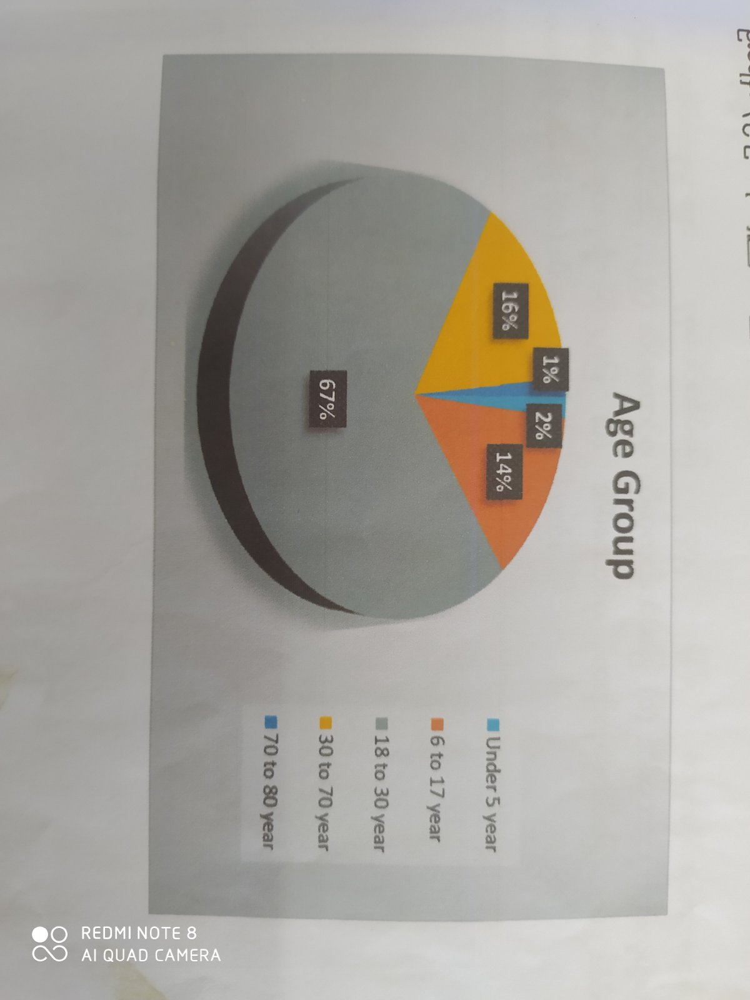 Age Group
1%
2%
16%
14%
67%
Under 5 year
6 to 17 year
18 to 30 year
30 to 70 year
70 to 80 year
REDMI NOTE 8
AI QUAD CAMERA